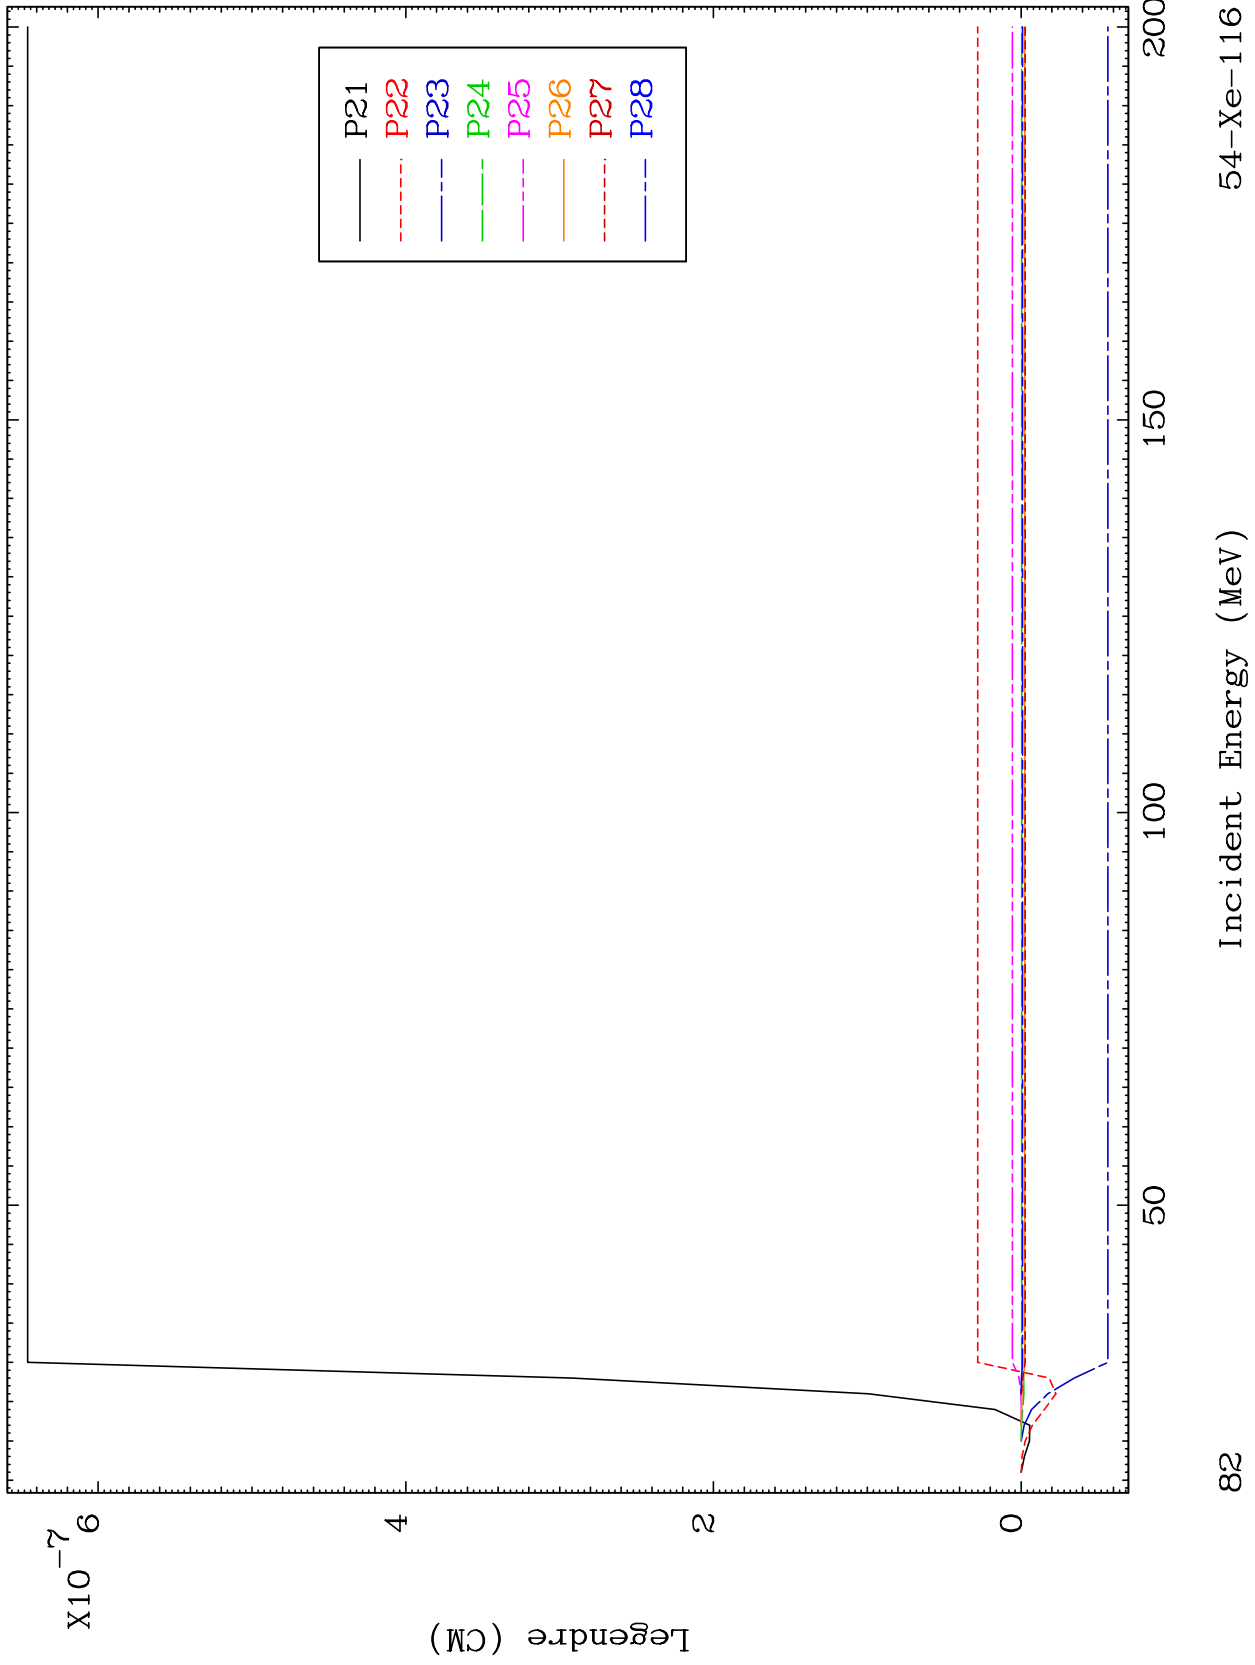 X10-7
6
4
2
0
Legendre (CM)
P21
P22
P23
P24
P25
P26
P27
P28
50
100
150
200
Incident Energy (MeV)
82
54-Xe-116